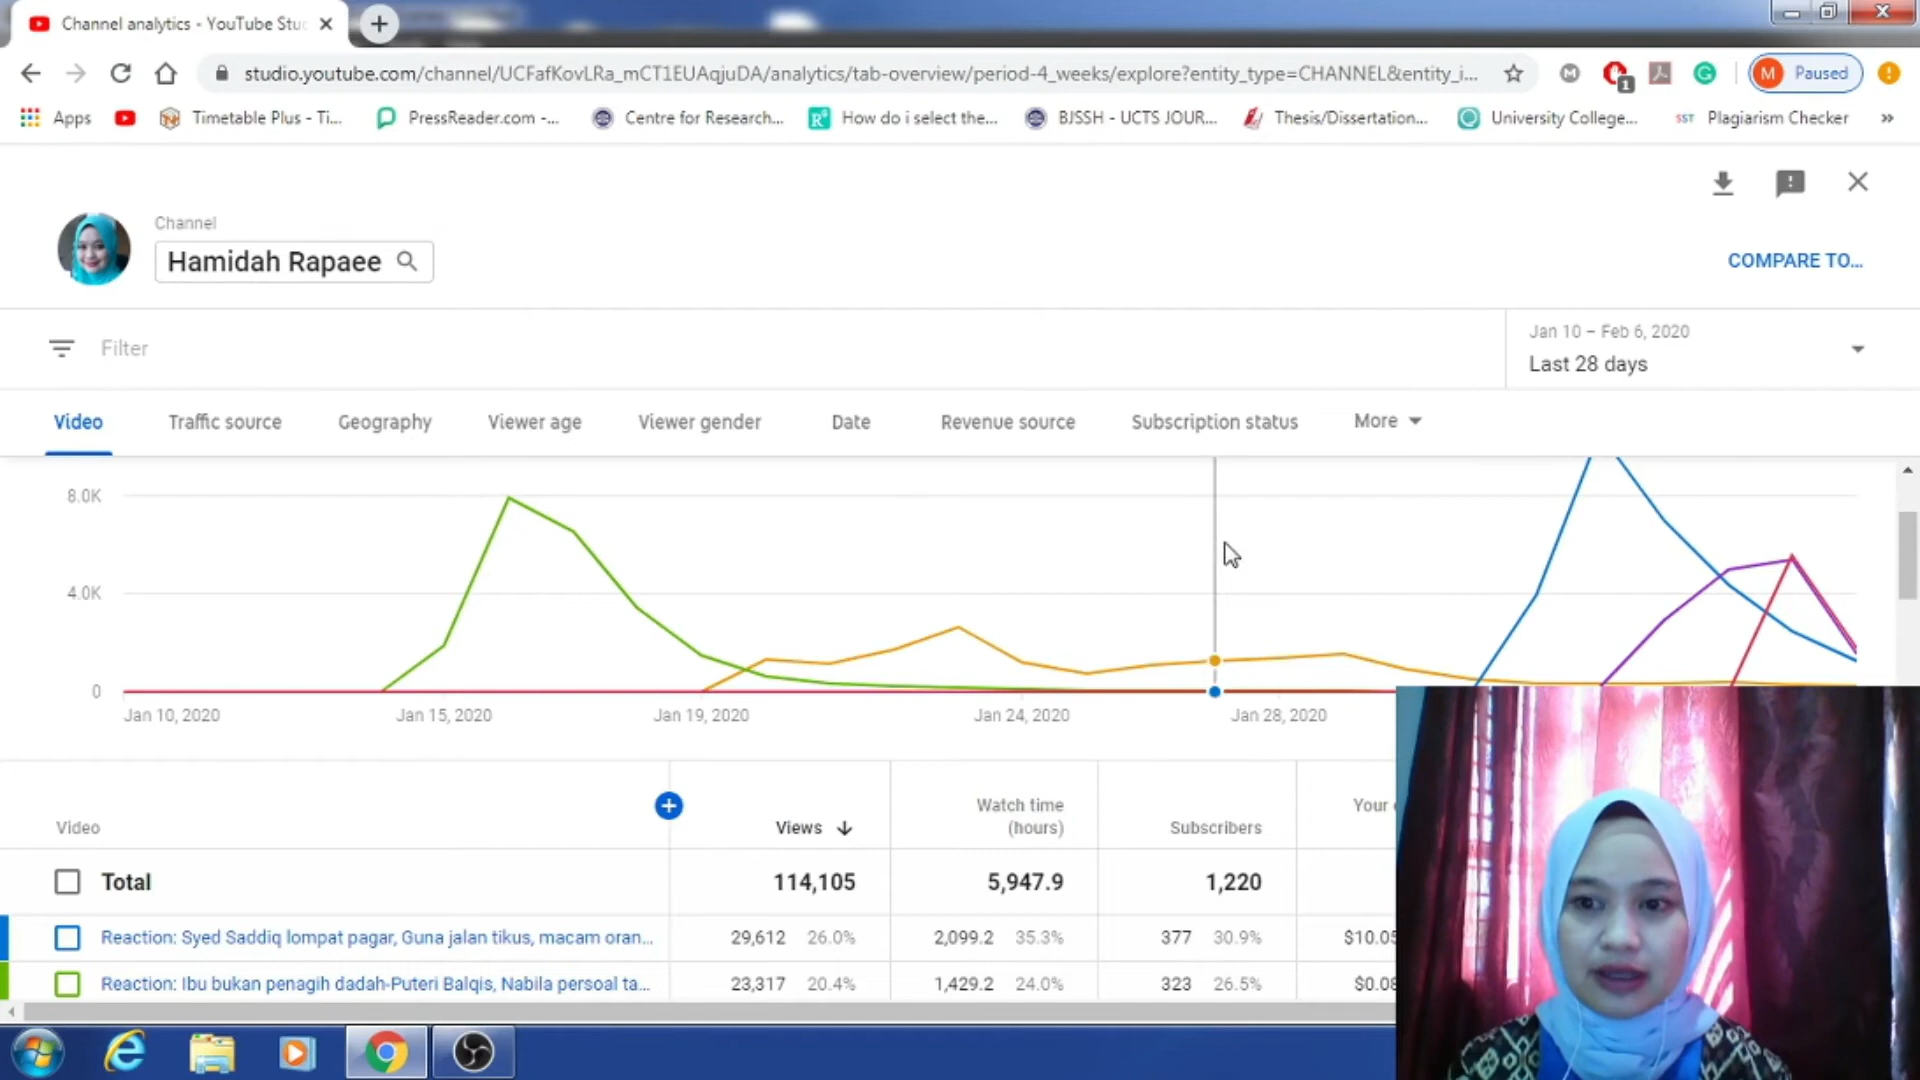 Channel analytics - YouTube Stu
studio.youtube.com/channel/UCFafKovLRa_mCT1EUAqjuDA/analytics/tab-overview/period-4_weeks/explore?entity_type=CHANNEL&entity_i...
1
M Paused
Apps
Timetable Plus - Ti...
PressReader.com -...
Centre for Research...
How do i select the...
BJSSH - UCTS JOUR...
Thesis/Dissertation...
University College...
SST Plagiarism Checker
»
Channel
Hamidah Rapaee
COMPARE TO...
Filter
Jan 10 – Feb 6, 2020
Last 28 days
Video Traffic source Geography Viewer age Viewer gender Date Revenue source Subscription status More
8.0K
4.0K
0
Jan 10, 2020 Jan 15, 2020 Jan 19, 2020 Jan 24, 2020 Jan 28, 2020
Video Views Watch time (hours) Subscribers Your
Total 114,105 5,947.9 1,220
Reaction: Syed Saddiq lompat pagar, Guna jalan tikus, macam oran... 29,612 26.0% 2,099.2 35.3% 377 30.9% $10.05
Reaction: Ibu bukan penagih dadah-Puteri Balqis, Nabila persoal ta... 23,317 20.4% 1,429.2 24.0% 323 26.5% $0.08